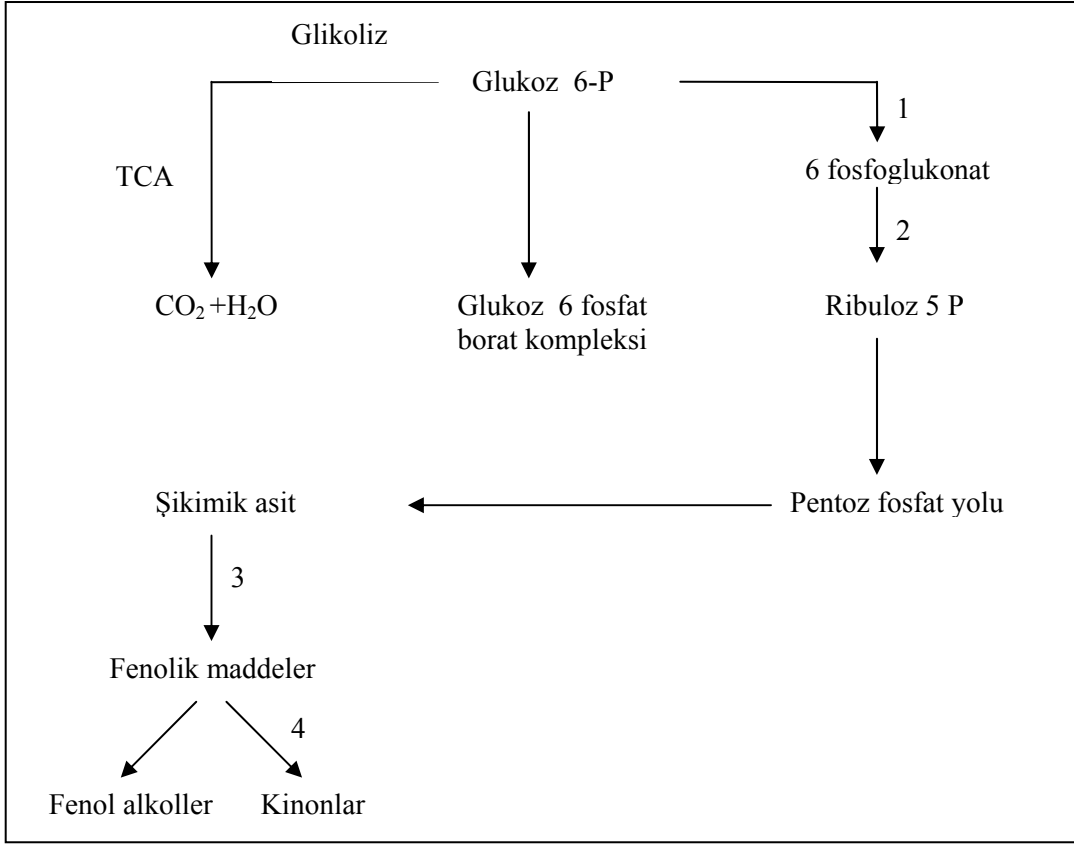 Glikoliz
Glukoz 6-P
1
TCA
6 fosfoglukonat
2
CO₂ +H₂O
Glukoz 6 fosfat
borat kompleksi
Ribuloz 5 P
Şikimik asit
Pentoz fosfat yolu
3
Fenolik maddeler
4
Fenol alkoller
Kinonlar